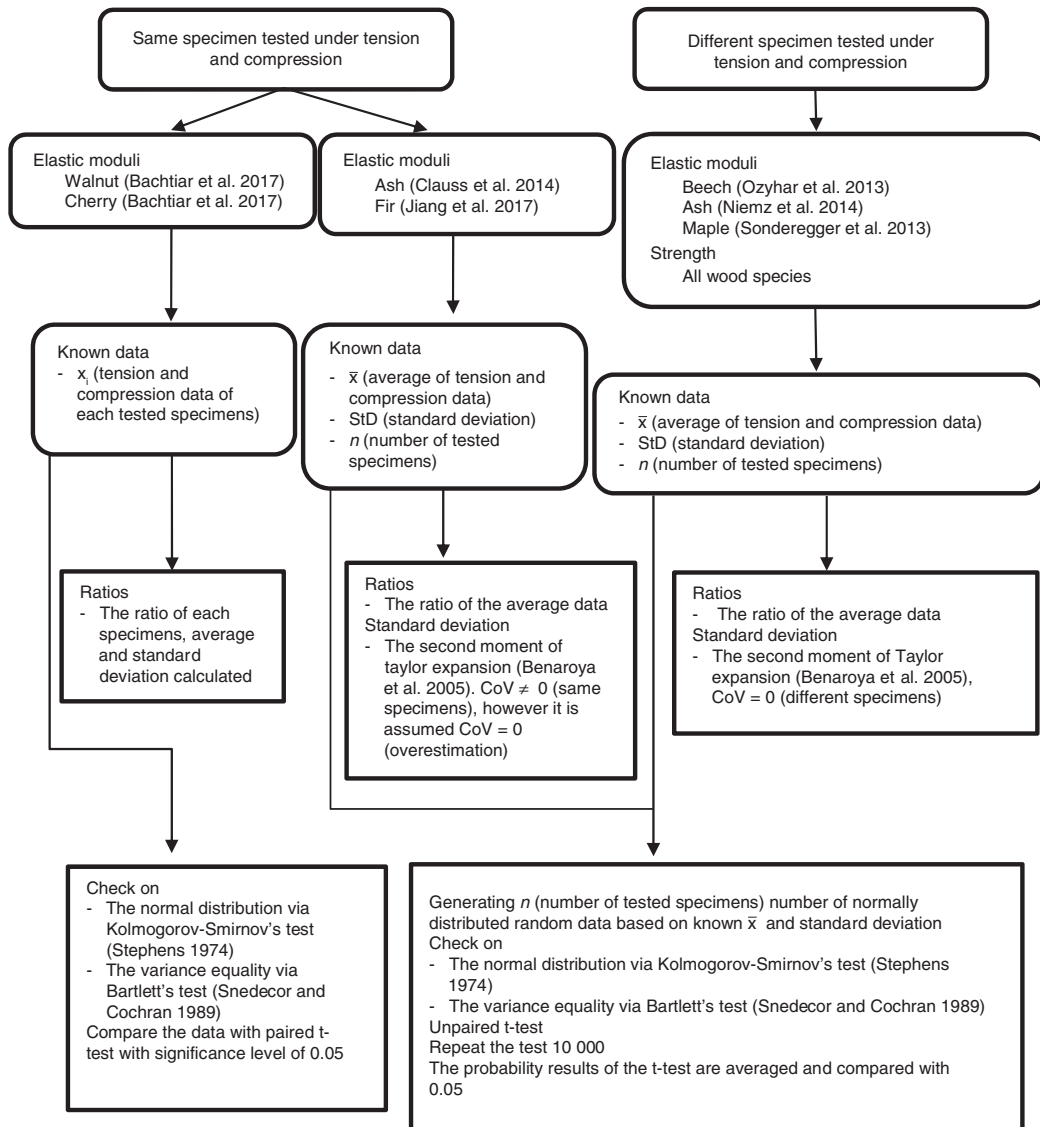 Same specimen tested under tension
and compression
Different specimen tested under
tension and compression
Elastic moduli
Walnut (Bachtiar et al. 2017)
Cherry (Bachtiar et al. 2017)
Elastic moduli
Ash (Clauss et al. 2014)
Fir (Jiang et al. 2017)
Elastic moduli
Beech (Ozyhar et al. 2013)
Ash (Niemz et al. 2014)
Maple (Sonderegger et al. 2013)
Strength
All wood species
Known data
- xᵢ (tension and
compression data of
each tested specimens)
Known data
- x̄ (average of tension and
compression data)
- StD (standard deviation)
- n (number of tested
specimens)
Known data
- x̄ (average of tension and compression data)
- StD (standard deviation)
- n (number of tested specimens)
Ratios
- The ratio of each
specimens, average
and standard
deviation calculated
Ratios
- The ratio of the average data
Standard deviation
- The second moment of
taylor expansion (Benaroya
et al. 2005). CoV ≠ 0 (same
specimens), however it is
assumed CoV = 0
(overestimation)
Ratios
- The ratio of the average data
Standard deviation
- The second moment of Taylor
expansion (Benaroya et al. 2005),
CoV = 0 (different specimens)
Check on
- The normal distribution via
Kolmogorov-Smirnov’s test
(Stephens 1974)
- The variance equality via
Bartlett’s test (Snedecor and
Cochran 1989)
Compare the data with paired t-
test with significance level of 0.05
Generating n (number of tested specimens) number of normally
distributed random data based on known x̄ and standard deviation
Check on
- The normal distribution via Kolmogorov-Smirnov’s test (Stephens
1974)
- The variance equality via Bartlett’s test (Snedecor and Cochran 1989)
Unpaired t-test
Repeat the test 10 000
The probability results of the t-test are averaged and compared with
0.05